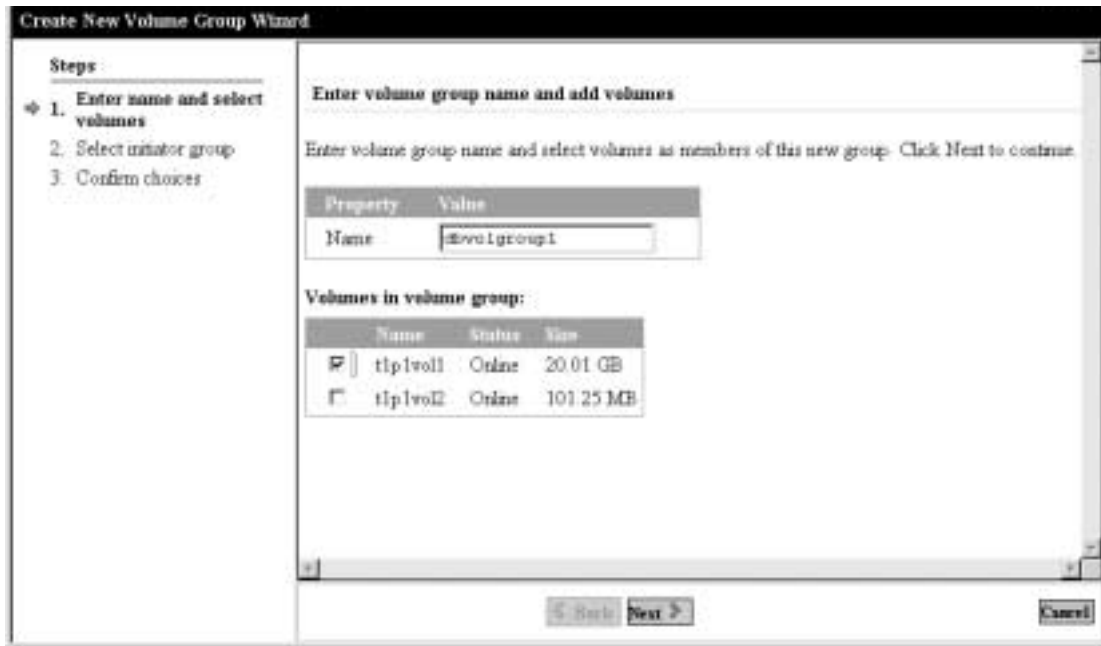 Create New Volume Group Wizard
Steps
1. Enter name and select volumes
2. Select initiator group
3. Confirm choices
Enter volume group name and add volumes
Enter volume group name and select volumes as members of this new group. Click Next to continue.
Property Value
Name dbvolgroup1
Volumes in volume group:
Name Status Size
t1p1vol1 Online 20.01 GB
t1p1vol2 Online 101.25 MB
Back Next Cancel